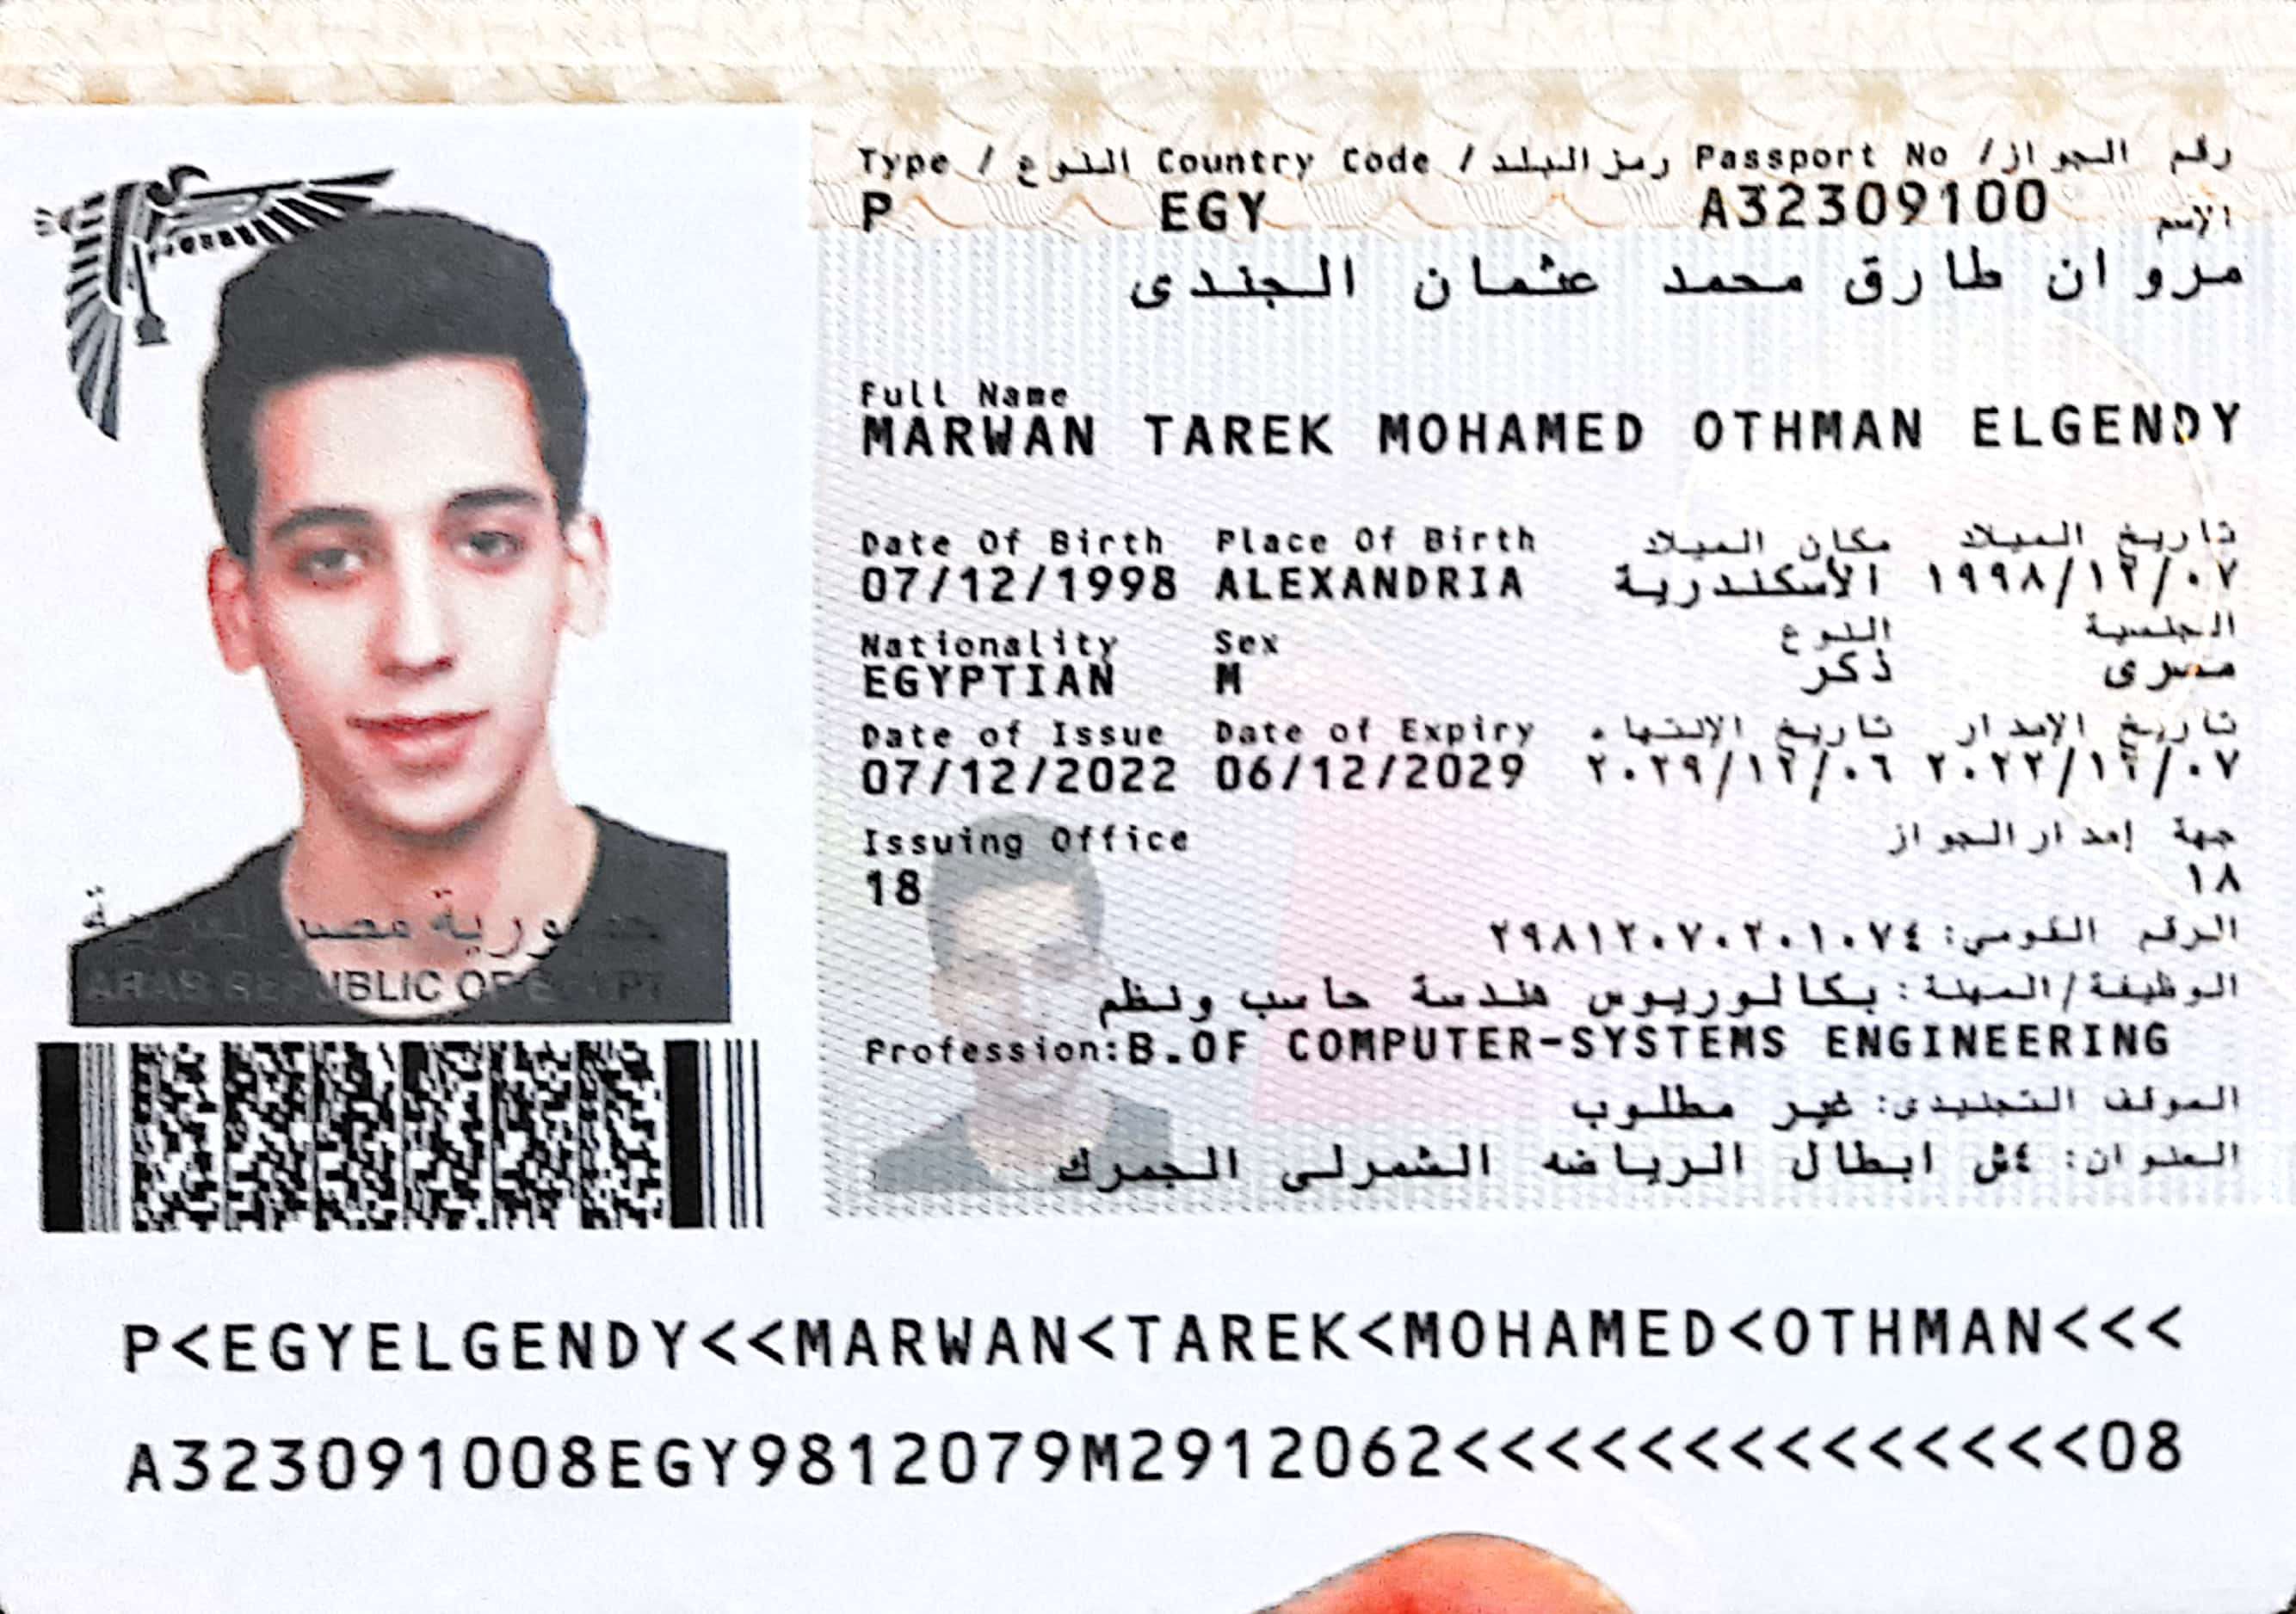 Type / النوع Country Code / رمز البلد Passport No / رقم الجواز
P EGY A32309100
الإسم
مروان طارق محمد عثمان الجندى
Full Name
MARWAN TAREK MOHAMED OTHMAN ELGENDY
Date Of Birth Place Of Birth مكان الميلاد تاريخ الميلاد
07/12/1998 ALEXANDRIA الأسكندرية ١٩٩٨/١٢/٠٧
Nationality Sex النوع الجنسية
EGYPTIAN M ذكر مصرى
Date of Issue Date of Expiry تاريخ الإنتهاء تاريخ الإصدار
07/12/2022 06/12/2029 ٢٠٢٩/١٢/٠٦ ٢٠٢٢/١٢/٠٧
Issuing Office جهة إصدار الجواز
18 ١٨
الرقم القومي: ٢٩٨١٢٠٧٠٢٠١٠٧٤
الوظيفة/المهنة: بكالوريوس هندسة حاسب ونظم
Profession:B.OF COMPUTER-SYSTEMS ENGINEERING
الموقف التجنيدى: غير مطلوب
العنوان: ٤ش ابطال الرياضه الشمرلى الجمرك
جمهورية مصر العربية
ARAB REPUBLIC OF EGYPT
P<EGYELGENDY<<MARWAN<TAREK<MOHAMED<OTHMAN<<<
A323091008EGY9812079M2912062<<<<<<<<<<<<<<08